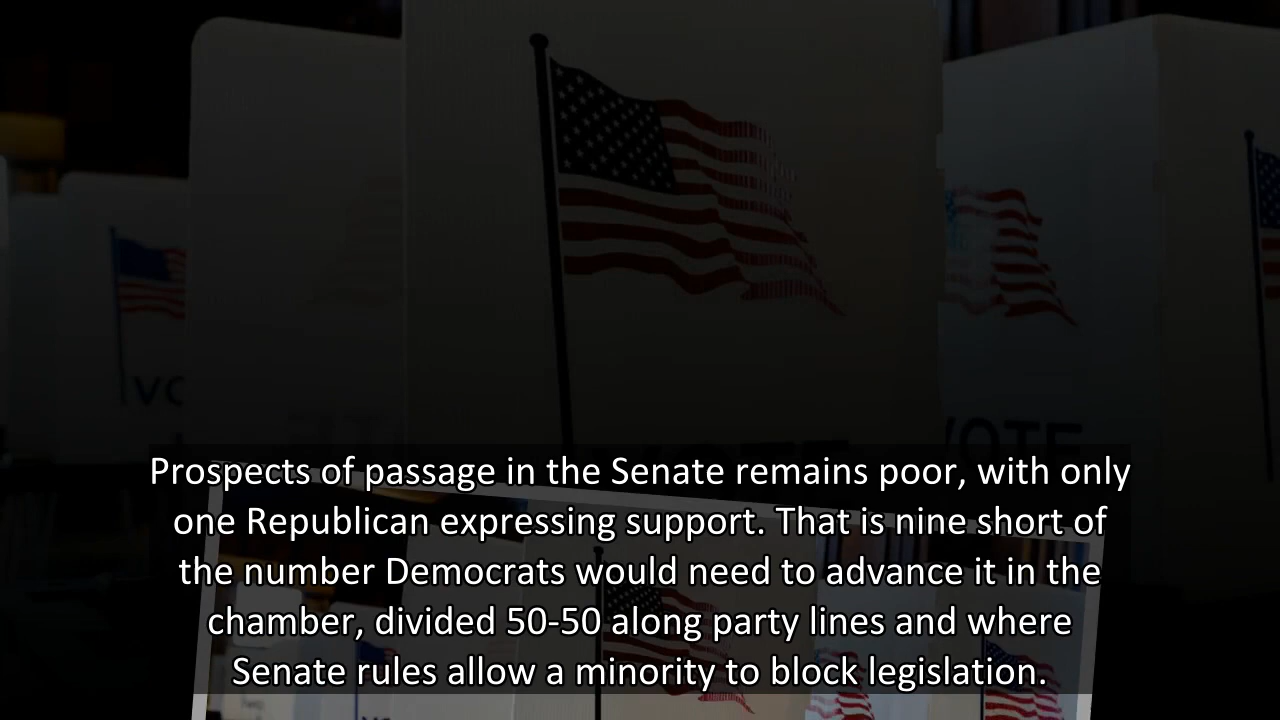 VO
VOTE
Prospects of passage in the Senate remains poor, with only
one Republican expressing support. That is nine short of
the number Democrats would need to advance it in the
chamber, divided 50-50 along party lines and where
Senate rules allow a minority to block legislation.